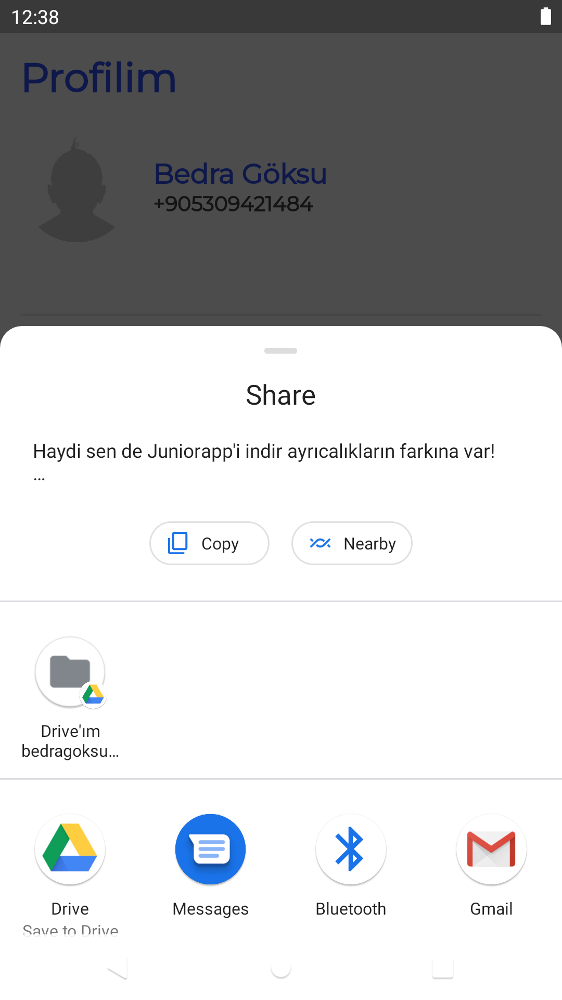 12:38
Profilim
Bedra Göksu
+905309421484
Share
Haydi sen de Juniorapp'i indir ayrıcalıkların farkına var!
…
Copy
Nearby
Drive'ım
bedragoksu…
Drive
Messages
Bluetooth
Gmail
Save to Drive